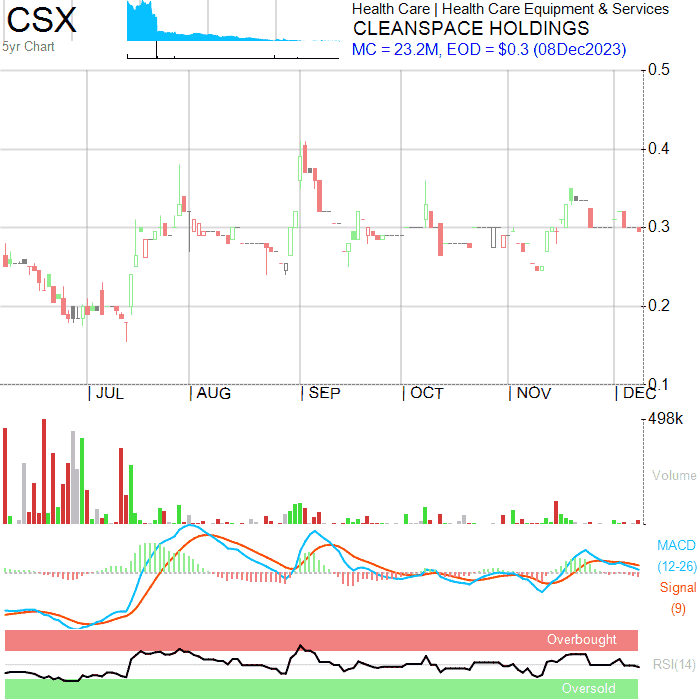 CSX
5yr Chart
Health Care | Health Care Equipment & Services
CLEANSPACE HOLDINGS
MC = 23.2M, EOD = $0.3 (08Dec2023)
0.5
0.4
0.3
0.2
0.1
| JUL | AUG | SEP | OCT | NOV | DEC
498k
Volume
MACD
(12-26)
Signal
(9)
Overbought
RSI(14)
Oversold